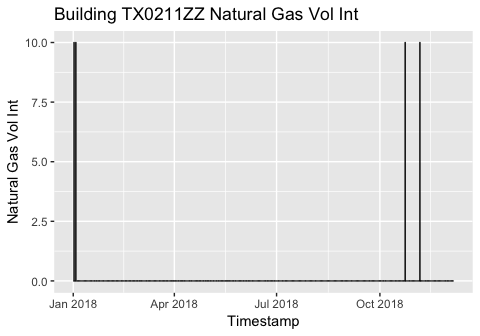 Building TX0211ZZ Natural Gas Vol Int
10.0
7.5
5.0
2.5
0.0
Natural Gas Vol Int
Jan 2018 Apr 2018 Jul 2018 Oct 2018
Timestamp